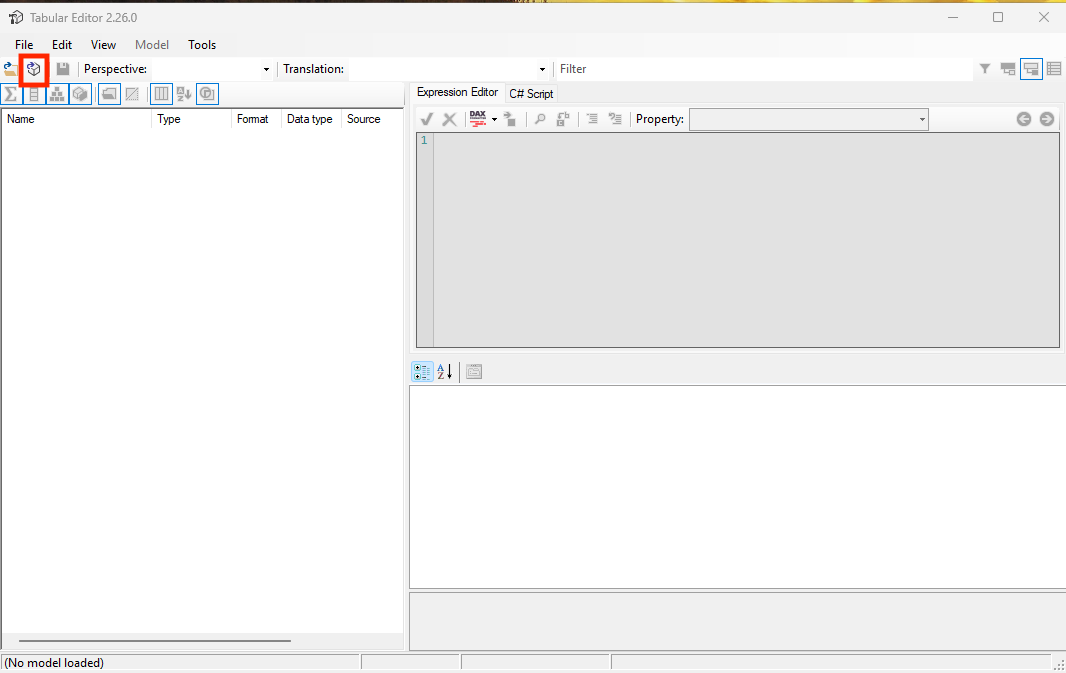 Tabular Editor 2.26.0
File Edit View Model Tools
Perspective: Translation: Filter
Expression Editor C# Script
Name Type Format Data type Source
DAX Property:
1
(No model loaded)